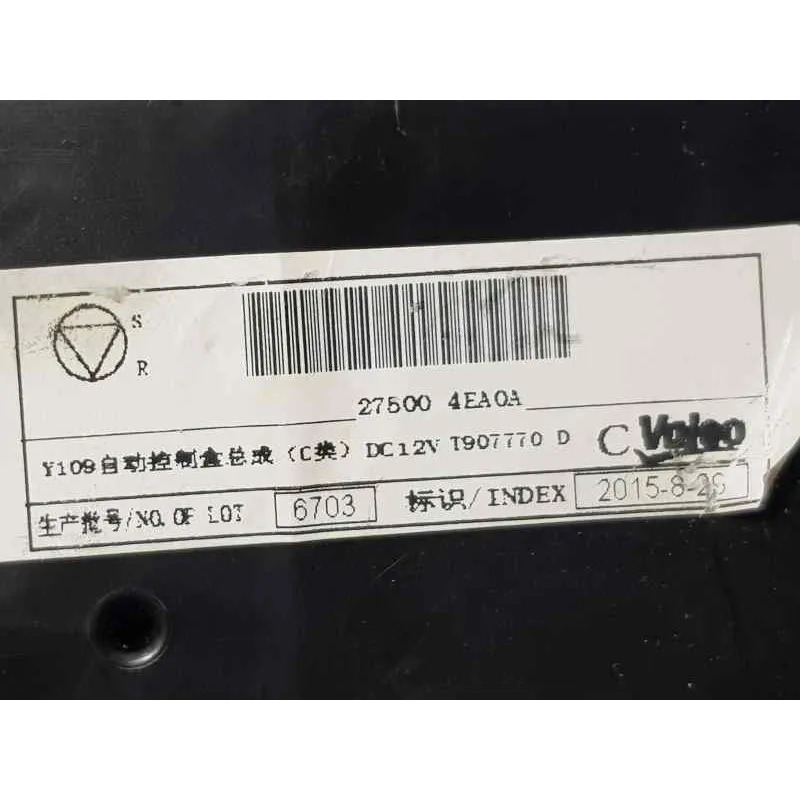 S
R
27500 4EA0A
Y109自动控制盒总成 (C类) DC12V T907770 D C Valeo
生产批号/NO. OF LOT 6703 标识/INDEX 2015-8-26